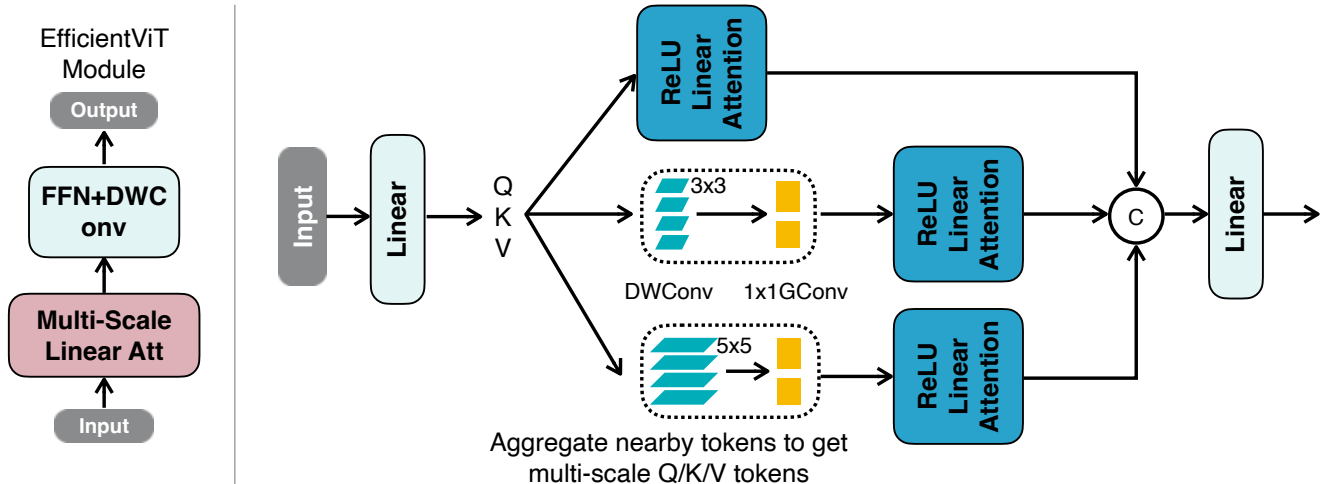 EfficientViT
Module
Output
FFN+DWC
onv
Multi-Scale
Linear Att
Input
Input
Linear
Q
K
V
ReLU
Linear
Attention
3x3
DWConv
1x1GConv
ReLU
Linear
Attention
5x5
ReLU
Linear
Attention
Aggregate nearby tokens to get
multi-scale Q/K/V tokens
C
Linear